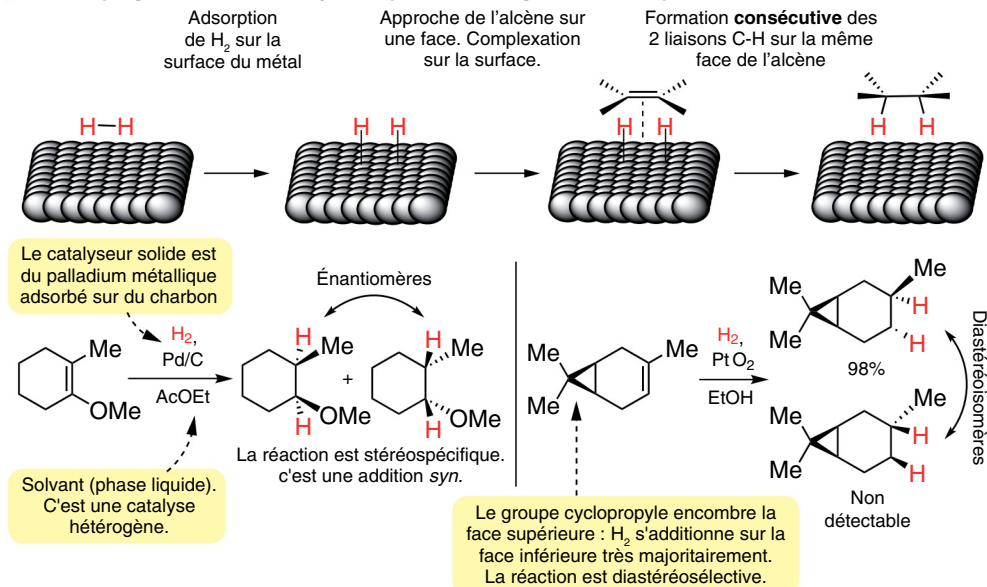 Adsorption
de H₂ sur la
surface du métal
Approche de l'alcène sur
une face. Complexation
sur la surface.
Formation consécutive des
2 liaisons C-H sur la même
face de l'alcène
H–H
H H
H H
H H
Le catalyseur solide est
du palladium métallique
adsorbé sur du charbon
Me
OMe
H₂,
Pd/C
AcOEt
Énantiomères
H
Me
OMe
H
+
H
Me
OMe
H
La réaction est stéréospécifique.
c'est une addition syn.
Solvant (phase liquide).
C'est une catalyse
hétérogène.
Me
Me
Me
H₂,
PtO₂
EtOH
Me
Me
Me
H
H
98%
Me
Me
Me
H
H
Non
détectable
Diastéréoisomères
Le groupe cyclopropyle encombre la
face supérieure : H₂ s'additionne sur la
face inférieure très majoritairement.
La réaction est diastéréosélective.